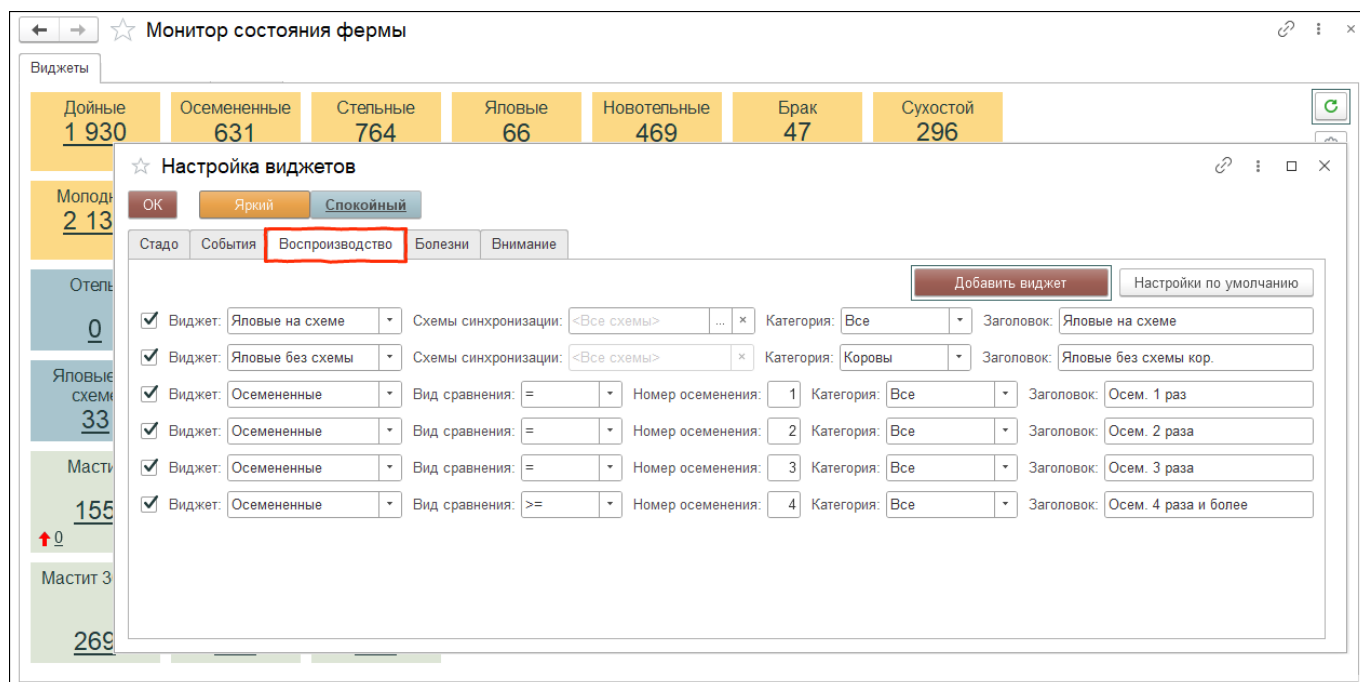 Монитор состояния фермы
Виджеты
Дойные Осемененные Стельные Яловые Новотельные Брак Сухостой
1 930 631 764 66 469 47 296
Настройка виджетов
ОК Яркий Спокойный
Стадо События Воспроизводство Болезни Внимание
Добавить виджет Настройки по умолчанию
Виджет: Яловые на схеме Схемы синхронизации: <Все схемы> ... × Категория: Все Заголовок: Яловые на схеме
Виджет: Яловые без схемы Схемы синхронизации: <Все схемы> × Категория: Коровы Заголовок: Яловые без схемы кор.
Виджет: Осемененные Вид сравнения: = Номер осеменения: 1 Категория: Все Заголовок: Осем. 1 раз
Виджет: Осемененные Вид сравнения: = Номер осеменения: 2 Категория: Все Заголовок: Осем. 2 раза
Виджет: Осемененные Вид сравнения: = Номер осеменения: 3 Категория: Все Заголовок: Осем. 3 раза
Виджет: Осемененные Вид сравнения: >= Номер осеменения: 4 Категория: Все Заголовок: Осем. 4 раза и более
2 13
0
Яловые
33
155
0
Мастит
269